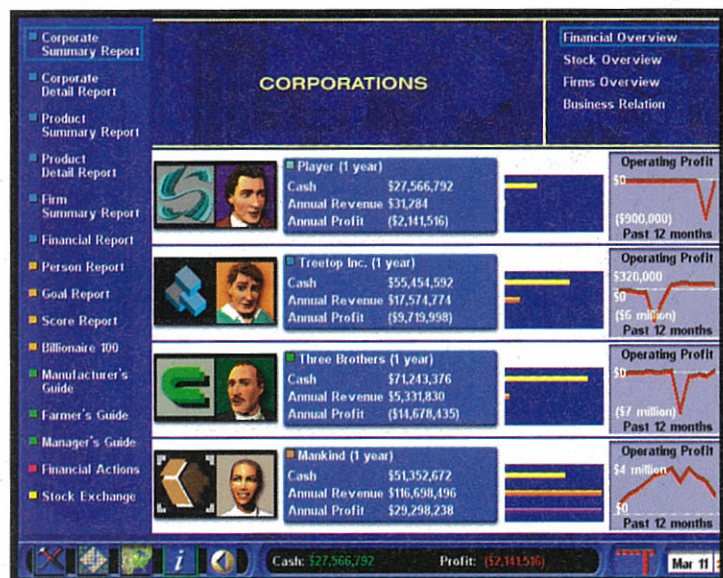 Corporate
Summary Report
Corporate
Detail Report
Product
Summary Report
Product
Detail Report
Firm
Summary Report
Financial Report
Person Report
Goal Report
Score Report
Billionaire 100
Manufacturer's
Guide
Farmer's Guide
Manager's Guide
Financial Actions
Stock Exchange
CORPORATIONS
Financial Overview
Stock Overview
Firms Overview
Business Relation
Player (1 year)
Cash $27,566,792
Annual Revenue $31,284
Annual Profit ($2,141,516)
Operating Profit
$0
($900,000)
Past 12 months
Treetop Inc. (1 year)
Cash $55,454,592
Annual Revenue $17,574,774
Annual Profit ($9,719,998)
Operating Profit
$320,000
$0
($6 million)
Past 12 months
Three Brothers (1 year)
Cash $71,243,376
Annual Revenue $5,331,830
Annual Profit ($14,678,435)
Operating Profit
$0
($7 million)
Past 12 months
Mankind (1 year)
Cash $51,352,672
Annual Revenue $116,698,496
Annual Profit $29,298,238
Operating Profit
$4 million
$0
Past 12 months
i
Cash: $27,566,792 Profit: ($2,141,516)
Mar 11